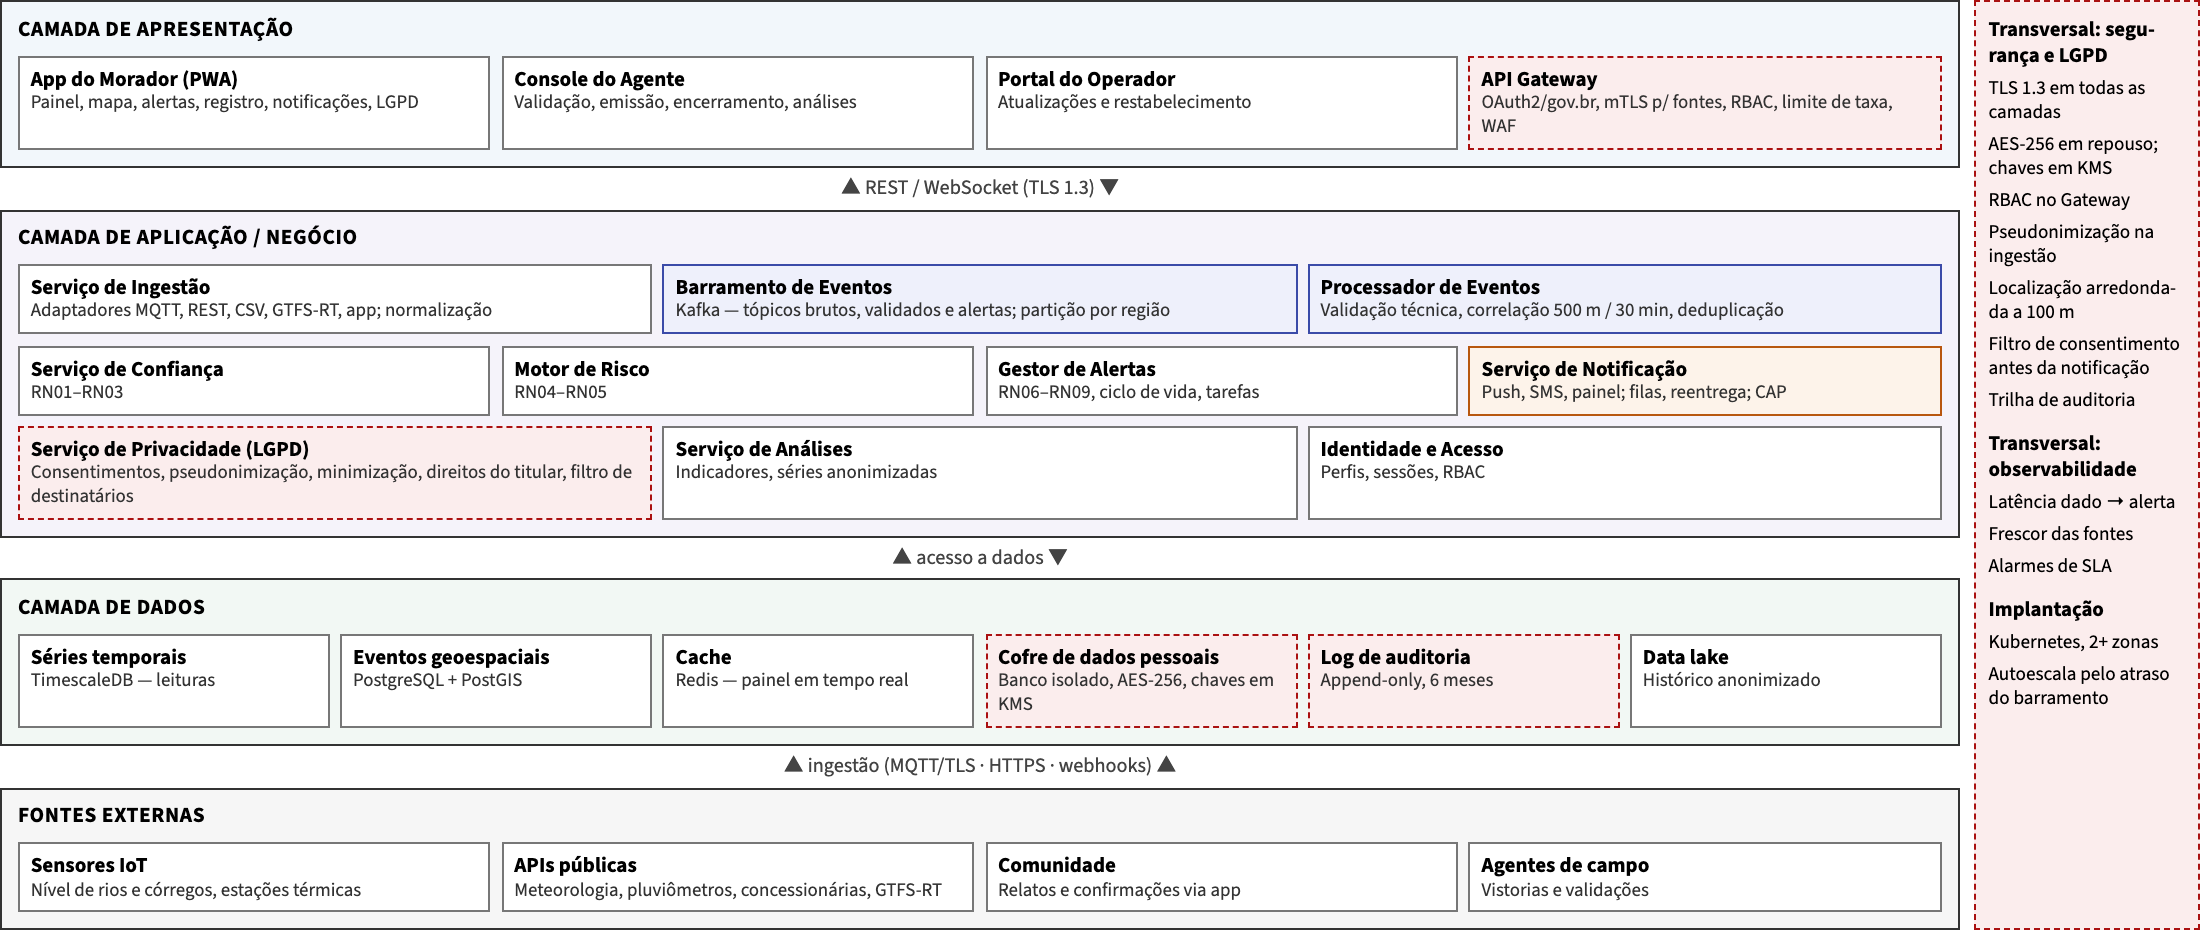 CAMADA DE APRESENTAÇÃO
App do Morador (PWA)
Painel, mapa, alertas, registro, notificações, LGPD
Console do Agente
Validação, emissão, encerramento, análises
Portal do Operador
Atualizações e restabelecimento
API Gateway
OAuth2/gov.br, mTLS p/ fontes, RBAC, limite de taxa,
WAF
▲ REST / WebSocket (TLS 1.3) ▼
CAMADA DE APLICAÇÃO / NEGÓCIO
Serviço de Ingestão
Adaptadores MQTT, REST, CSV, GTFS-RT, app; normalização
Barramento de Eventos
Kafka — tópicos brutos, validados e alertas; partição por região
Processador de Eventos
Validação técnica, correlação 500 m / 30 min, deduplicação
Serviço de Confiança
RN01–RN03
Motor de Risco
RN04–RN05
Gestor de Alertas
RN06–RN09, ciclo de vida, tarefas
Serviço de Notificação
Push, SMS, painel; filas, reentrega; CAP
Serviço de Privacidade (LGPD)
Consentimentos, pseudonimização, minimização, direitos do titular, filtro de
destinatários
Serviço de Análises
Indicadores, séries anonimizadas
Identidade e Acesso
Perfis, sessões, RBAC
▲ acesso a dados ▼
CAMADA DE DADOS
Séries temporais
TimescaleDB — leituras
Eventos geoespaciais
PostgreSQL + PostGIS
Cache
Redis — painel em tempo real
Cofre de dados pessoais
Banco isolado, AES-256, chaves em
KMS
Log de auditoria
Append-only, 6 meses
Data lake
Histórico anonimizado
▲ ingestão (MQTT/TLS · HTTPS · webhooks) ▲
FONTES EXTERNAS
Sensores IoT
Nível de rios e córregos, estações térmicas
APIs públicas
Meteorologia, pluviômetros, concessionárias, GTFS-RT
Comunidade
Relatos e confirmações via app
Agentes de campo
Vistorias e validações
Transversal: segu-
rança e LGPD
TLS 1.3 em todas as
camadas
AES-256 em repouso;
chaves em KMS
RBAC no Gateway
Pseudonimização na
ingestão
Localização arredonda-
da a 100 m
Filtro de consentimento
antes da notificação
Trilha de auditoria
Transversal:
observabilidade
Latência dado → alerta
Frescor das fontes
Alarmes de SLA
Implantação
Kubernetes, 2+ zonas
Autoescala pelo atraso
do barramento